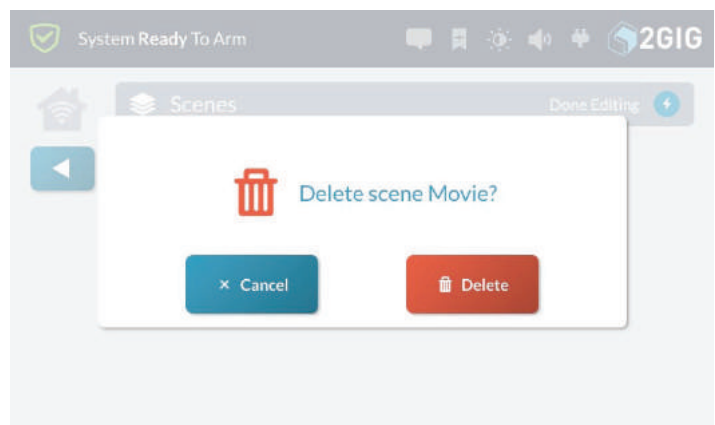 System Ready To Arm
2GIG
Scenes
Done Editing
Delete scene Movie?
× Cancel
Delete